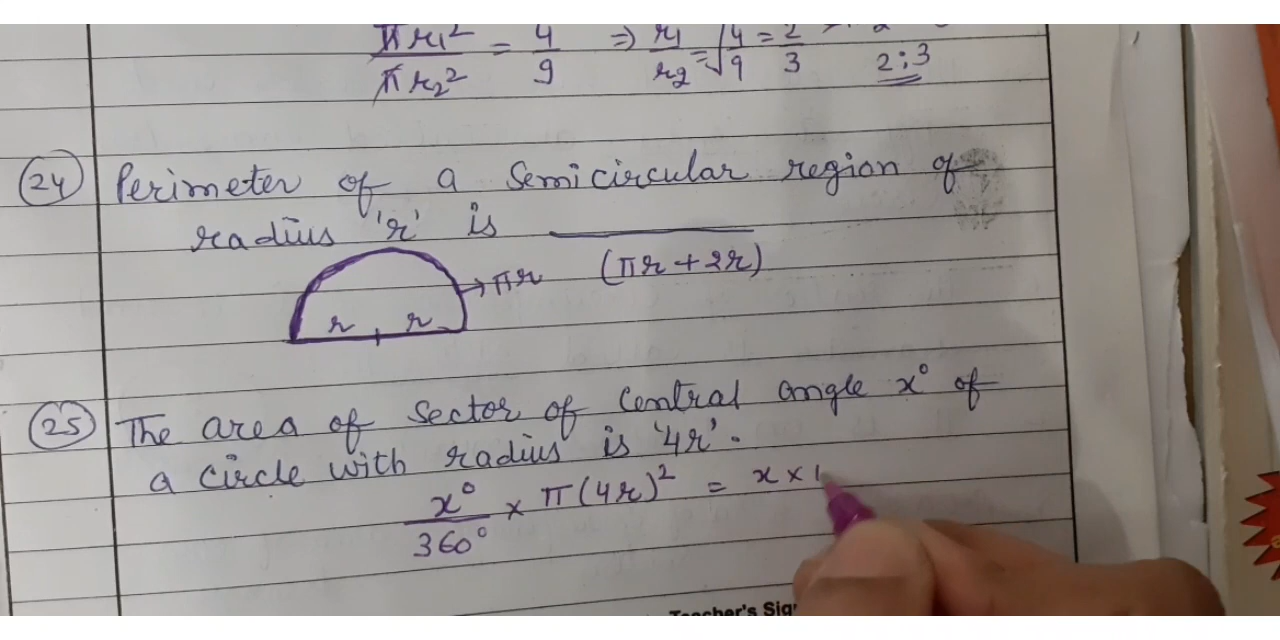 πr₁² / πr₂² = 4/9 ⇒ r₁/r₂ = √4/9 = 2/3 2:3
24 Perimeter of a Semicircular region of
radius 'r' is ________
→ πr (πr + 2r)
r r
25 The area of Sector of Central angle x° of
a circle with radius is '4r'.
x°/360° × π(4r)² = x × 1
Teacher's Sig